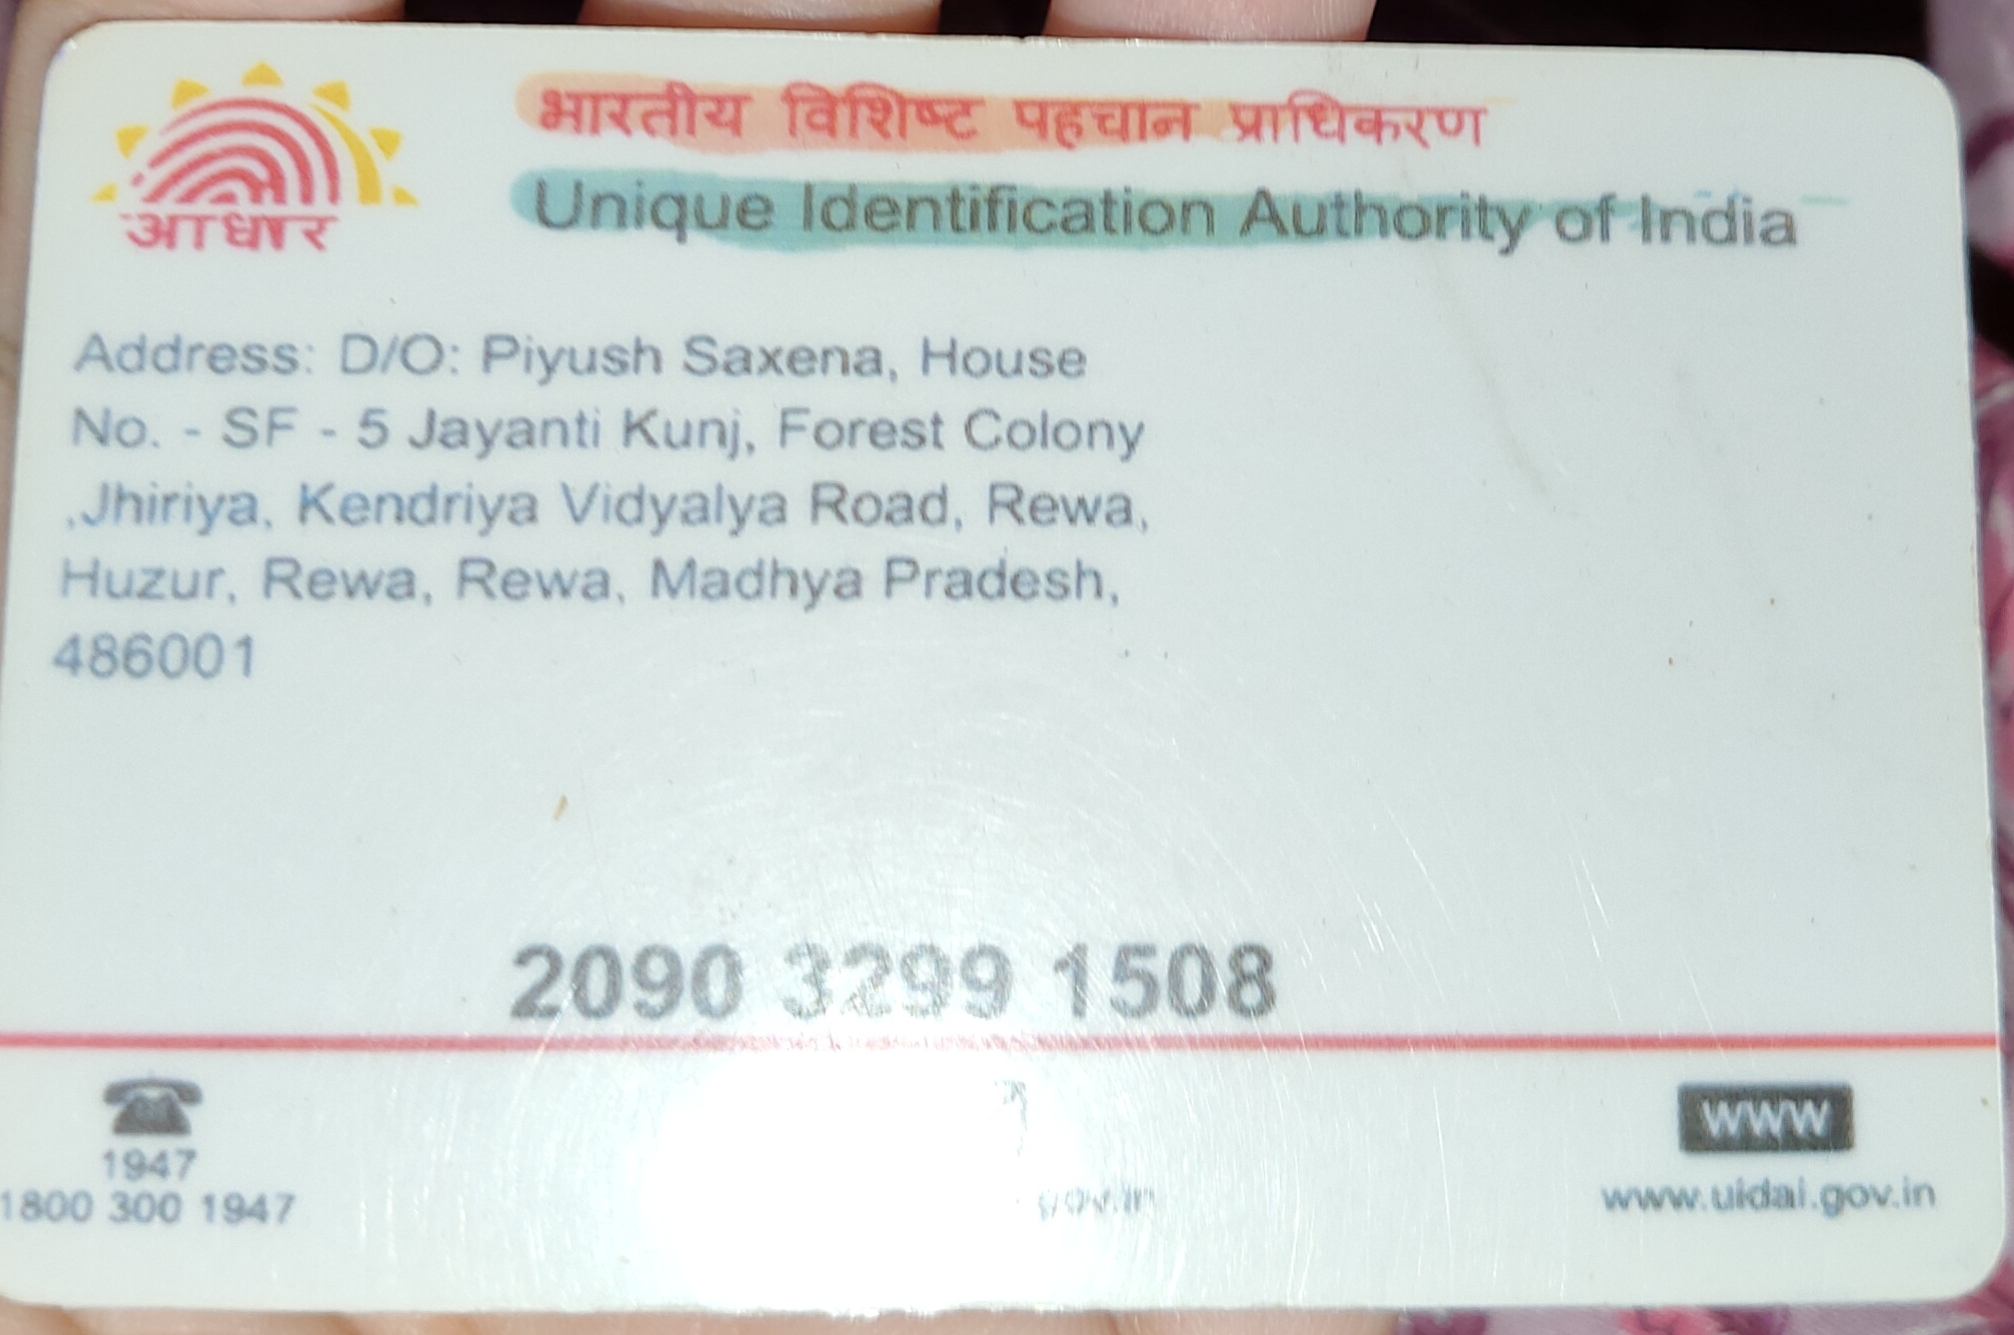 आधार
भारतीय विशिष्ट पहचान प्राधिकरण
Unique Identification Authority of India
Address: D/O: Piyush Saxena, House
No. - SF - 5 Jayanti Kunj, Forest Colony
,Jhiriya, Kendriya Vidyalya Road, Rewa,
Huzur, Rewa, Rewa, Madhya Pradesh,
486001
2090 3299 1508
1947
1800 300 1947
gov.in
WWW
www.uidai.gov.in